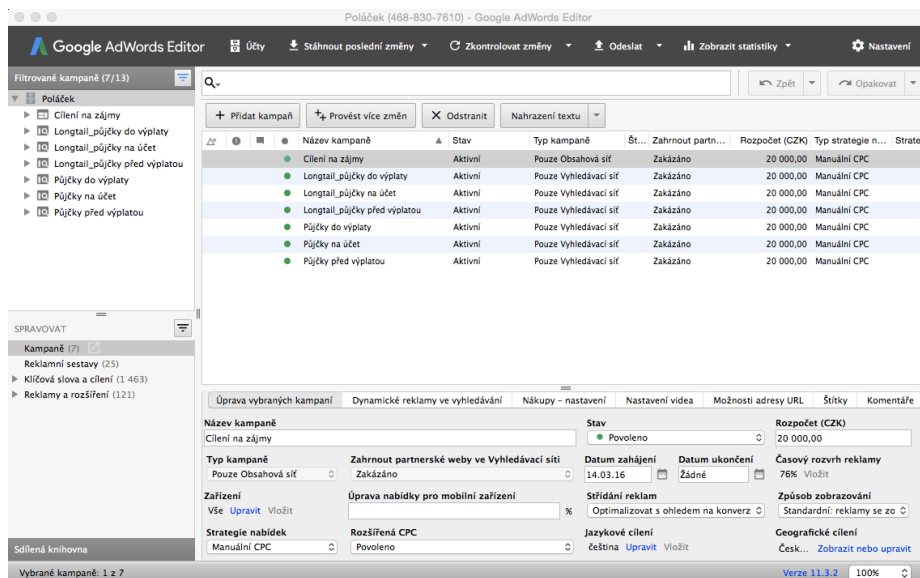 Poláček (468-830-7610) - Google AdWords Editor
Google AdWords Editor Účty Stáhnout poslední změny Zkontrolovat změny Odeslat Zobrazit statistiky Nastavení
Filtrované kampaně (7/13)
Zpět Opakovat
Poláček
Cílení na zájmy
Longtail_půjčky do výplaty
Longtail_půjčky na účet
Longtail_půjčky před výplatou
Půjčky do výplaty
Půjčky na účet
Půjčky před výplatou
+ Přidat kampaň Provést více změn Odstranit Nahrazení textu
Název kampaně Stav Typ kampaně Št... Zahrnout partn... Rozpočet (CZK) Typ strategie n... Strate
Cílení na zájmy Aktivní Pouze Obsahová síť Zakázáno 20 000,00 Manuální CPC
Longtail_půjčky do výplaty Aktivní Pouze Vyhledávací síť Zakázáno 20 000,00 Manuální CPC
Longtail_půjčky na účet Aktivní Pouze Vyhledávací síť Zakázáno 20 000,00 Manuální CPC
Longtail_půjčky před výplatou Aktivní Pouze Vyhledávací síť Zakázáno 20 000,00 Manuální CPC
Půjčky do výplaty Aktivní Pouze Vyhledávací síť Zakázáno 20 000,00 Manuální CPC
Půjčky na účet Aktivní Pouze Vyhledávací síť Zakázáno 20 000,00 Manuální CPC
Půjčky před výplatou Aktivní Pouze Vyhledávací síť Zakázáno 20 000,00 Manuální CPC
SPRAVOVAT
Kampaně (7)
Reklamní sestavy (25)
Klíčová slova a cílení (1 463)
Reklamy a rozšíření (121)
Úprava vybraných kampaní Dynamické reklamy ve vyhledávání Nákupy – nastavení Nastavení videa Možnosti adresy URL Štítky Komentáře
Název kampaně Stav Rozpočet (CZK)
Cílení na zájmy Povoleno 20 000,00
Typ kampaně Zahrnout partnerské weby ve Vyhledávací síti Datum zahájení Datum ukončení Časový rozvrh reklamy
Pouze Obsahová síť Zakázáno 14.03.16 Žádné 76% Vložit
Zařízení Úprava nabídky pro mobilní zařízení Střídání reklam Způsob zobrazování
Vše Upravit Vložit % Optimalizovat s ohledem na konverz Standardní: reklamy se zo
Strategie nabídek Rozšířená CPC Jazykové cílení Geografické cílení
Manuální CPC Povoleno čeština Upravit Vložit Česk... Zobrazit nebo upravit
Sdílená knihovna
Vybrané kampaně: 1 z 7 Verze 11.3.2 100%